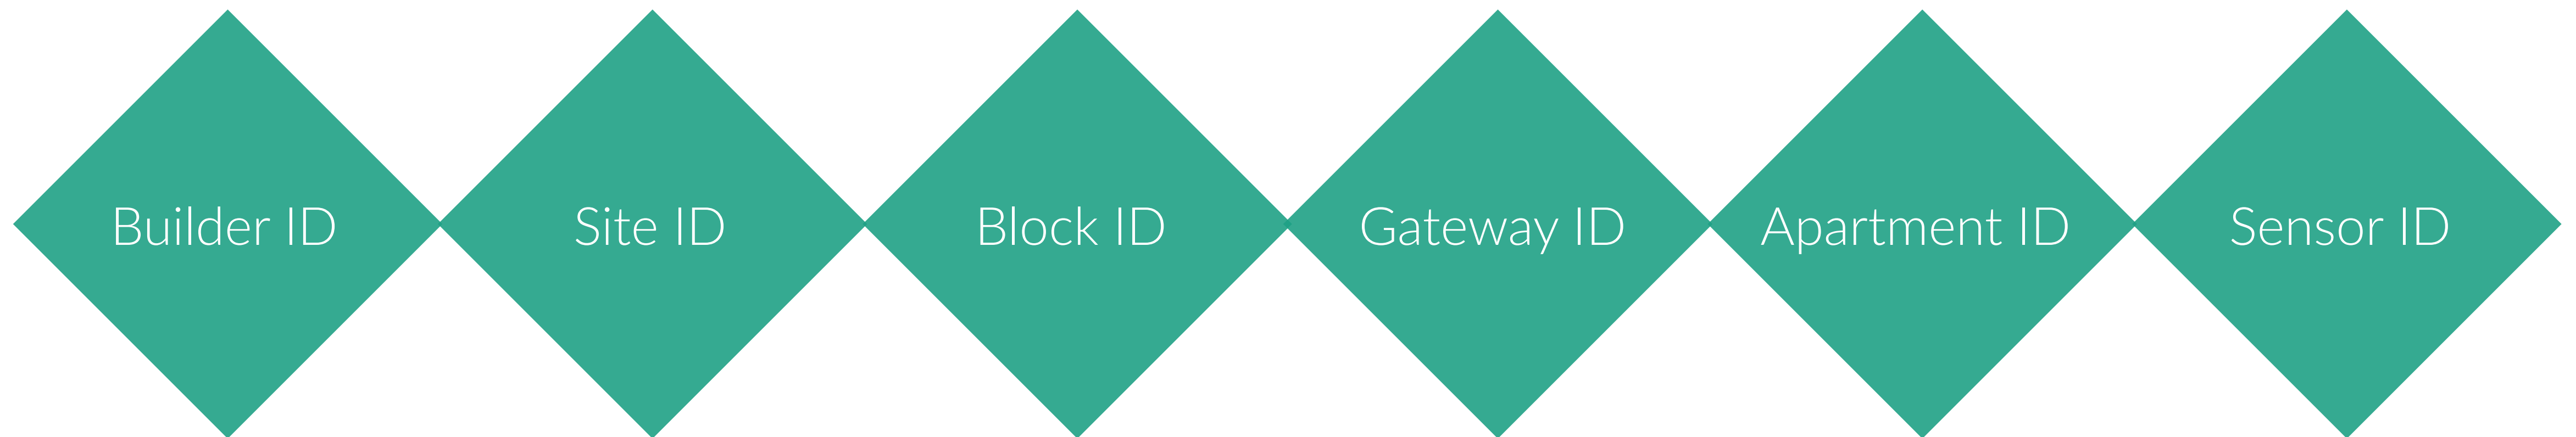 Builder ID
Site ID
Block ID
Gateway ID
Apartment ID
Sensor ID